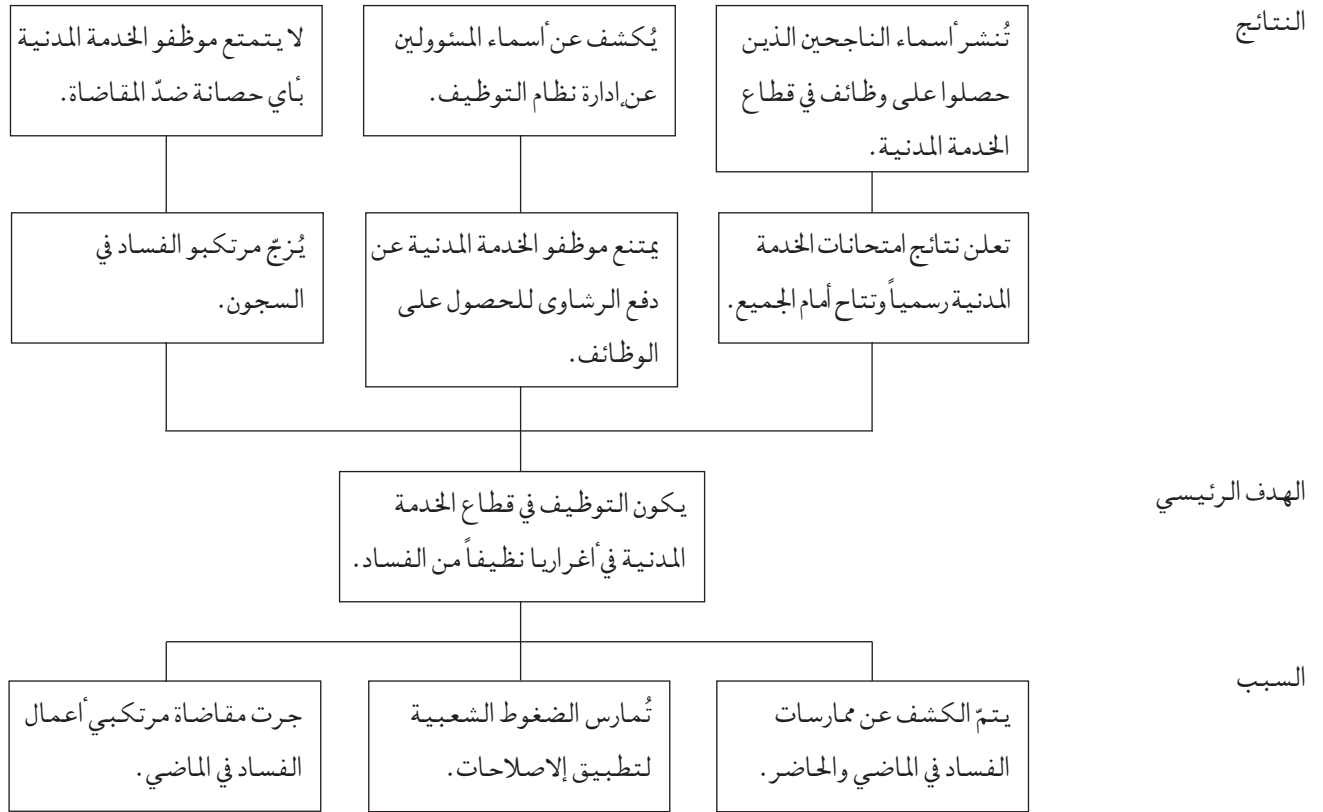 النتائج
تُنشر أسماء الناجحين الذين
حصلوا على وظائف في قطاع
الخدمة المدنية.
يُكشف عن أسماء المسؤولين
عن إدارة نظام التوظيف.
لا يتمتع موظفو الخدمة المدنية
بأي حصانة ضدّ المقاضاة.
تعلن نتائج امتحانات الخدمة
المدنية رسمياً وتتاح أمام الجميع.
يمتنع موظفو الخدمة المدنية عن
دفع الرشاوى للحصول على
الوظائف.
يُزجّ مرتكبو الفساد في
السجون.
الهدف الرئيسي
يكون التوظيف في قطاع الخدمة
المدنية في أغراريا نظيفاً من الفساد.
السبب
يتمّ الكشف عن ممارسات
الفساد في الماضي والحاضر.
تُمارس الضغوط الشعبية
لتطبيق إلاصلاحات.
جرت مقاضاة مرتكبي أعمال
الفساد في الماضي.